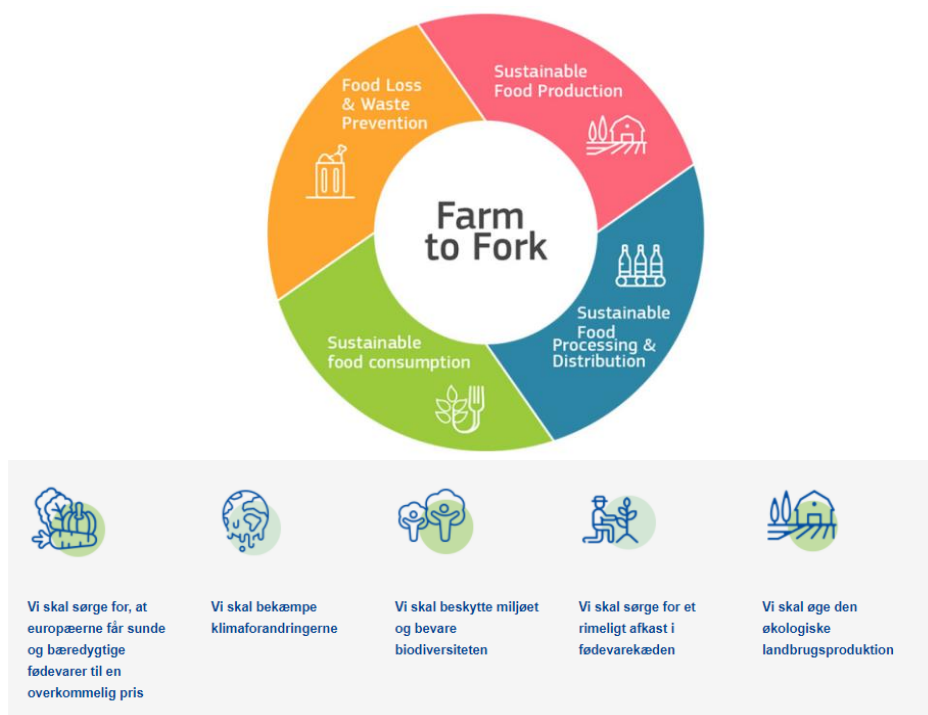 Food Loss
& Waste
Prevention
Sustainable
Food Production
Farm
to Fork
Sustainable
Food
Processing &
Distribution
Sustainable
food consumption
Vi skal sørge for, at
europæerne får sunde
og bæredygtige
fødevarer til en
overkommelig pris
Vi skal bekæmpe
klimaforandringerne
Vi skal beskytte miljøet
og bevare
biodiversiteten
Vi skal sørge for et
rimeligt afkast i
fødevarekæden
Vi skal øge den
økologiske
landbrugsproduktion